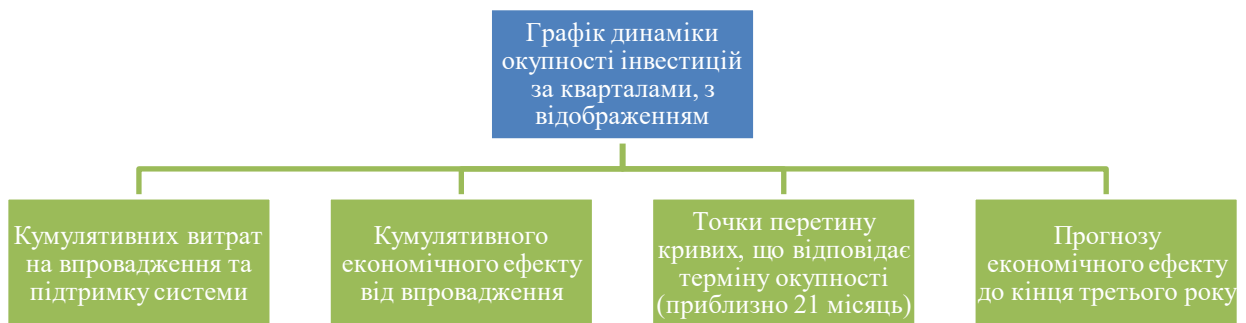 Графік динаміки
окупності інвестицій
за кварталами, з
відображенням
Кумулятивних витрат
на впровадження та
підтримку системи
Кумулятивного
економічного ефекту
від впровадження
Точки перетину
кривих, що відповідає
терміну окупності
(приблизно 21 місяць)
Прогнозу
економічного ефекту
до кінця третього року